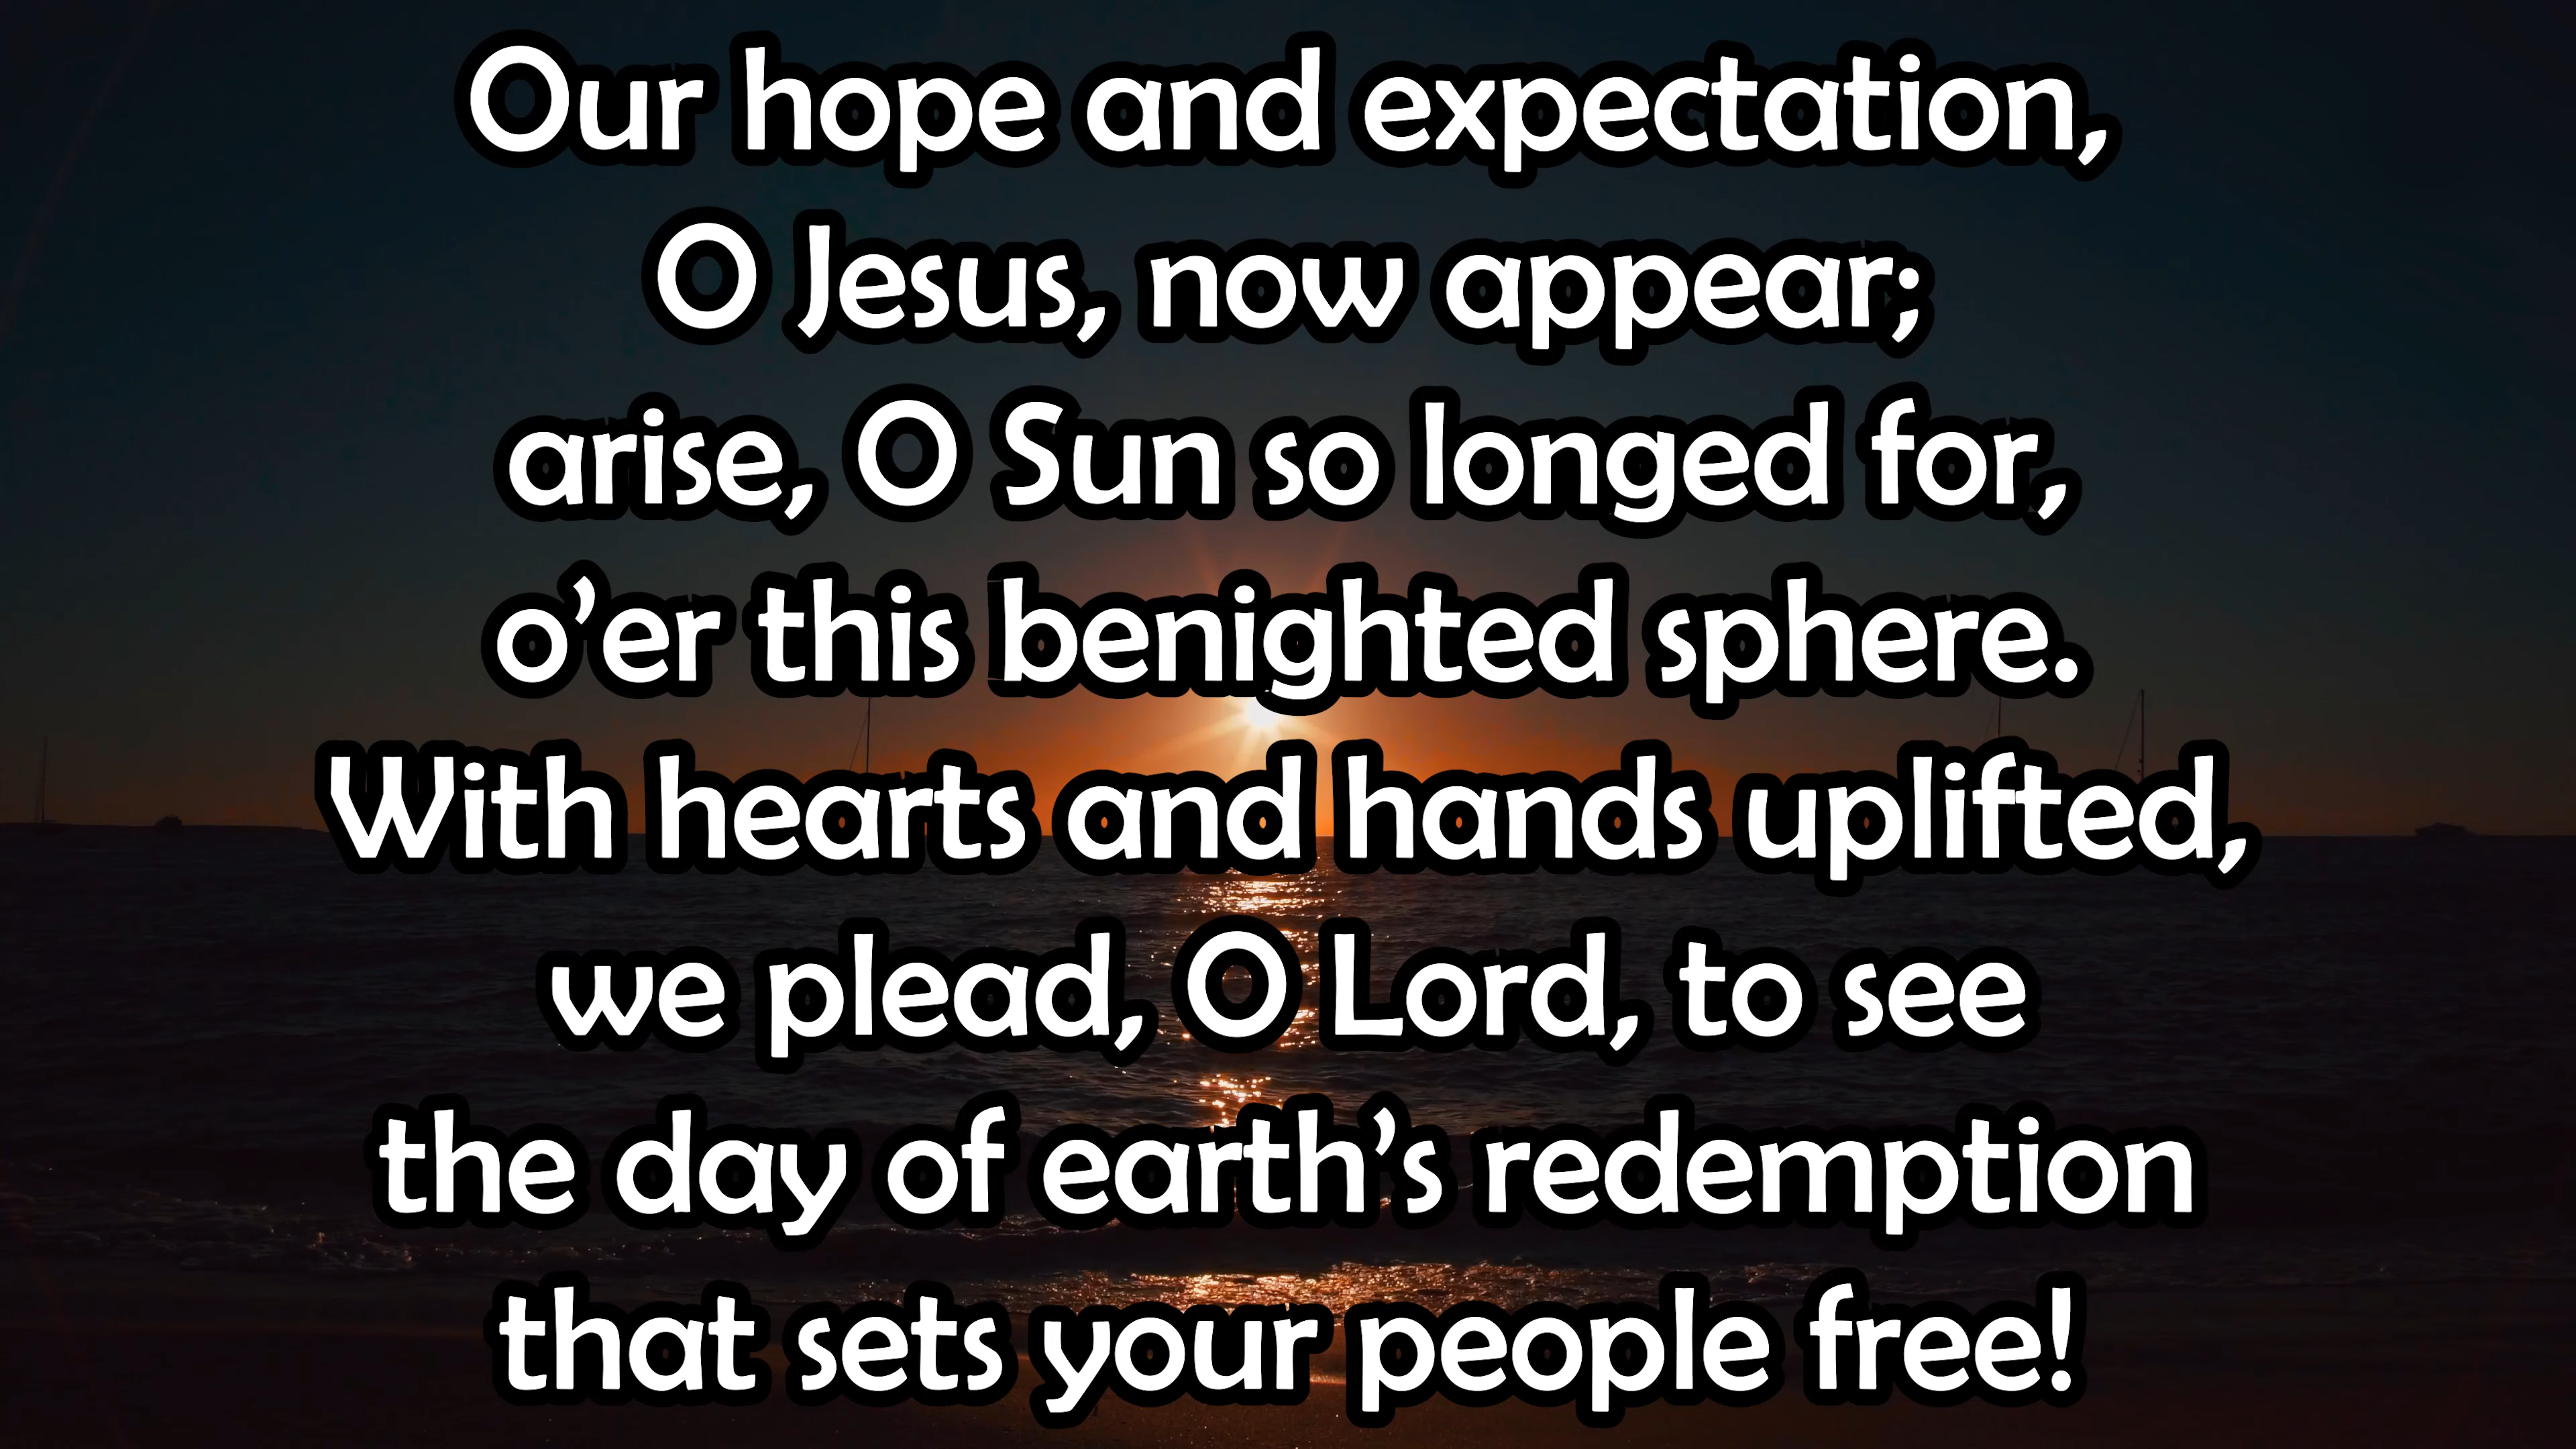 Our hope and expectation,
O Jesus, now appear;
arise, O Sun so longed for,
o’er this benighted sphere.
With hearts and hands uplifted,
we plead, O Lord, to see
the day of earth’s redemption
that sets your people free!